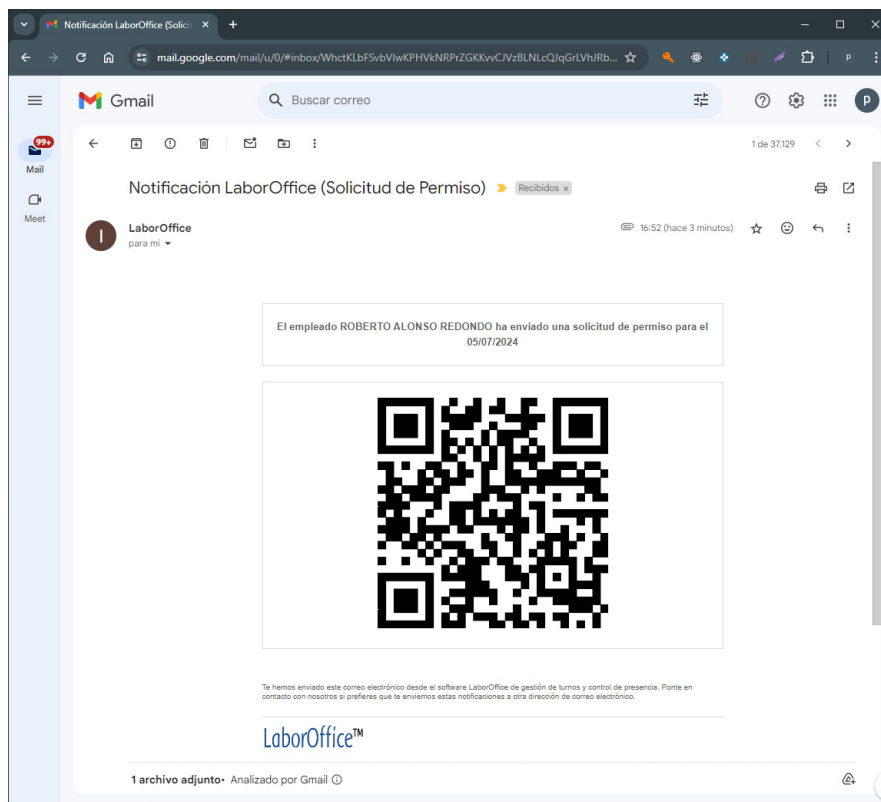 Notificación LaborOffice (Solici
mail.google.com/mail/u/0/#inbox/WhctKLbFSvbVlwKPHVkNRPrZGKKvvCJVzBLNLcQJqGrLVhJRb...
P
Gmail
Buscar correo
P
99+
Mail
Meet
1 de 37.129
Notificación LaborOffice (Solicitud de Permiso)
Recibidos ×
I
LaborOffice
16:52 (hace 3 minutos)
para mí
El empleado ROBERTO ALONSO REDONDO ha enviado una solicitud de permiso para el
05/07/2024
Te hemos enviado este correo electrónico desde el software LaborOffice de gestión de turnos y control de presencia. Ponte en
contacto con nosotros si prefieres que te enviemos estas notificaciones a otra dirección de correo electrónico.
LaborOffice™
1 archivo adjunto • Analizado por Gmail